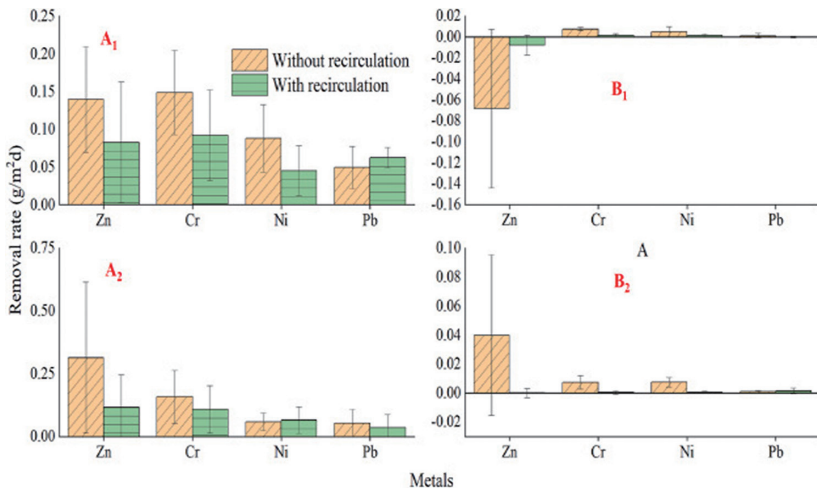 0.25
0.20
0.15
0.10
0.05
0.00
A1
Without recirculation
With recirculation
Zn
Cr
Ni
Pb
0.02
0.00
-0.02
-0.04
-0.06
-0.08
-0.10
-0.12
-0.14
-0.16
B1
Zn
Cr
Ni
Pb
A
Removal rate (g/m²d)
0.75
0.50
0.25
0.00
A2
Zn
Cr
Ni
Pb
0.10
0.08
0.06
0.04
0.02
0.00
-0.02
B2
Zn
Cr
Ni
Pb
Metals